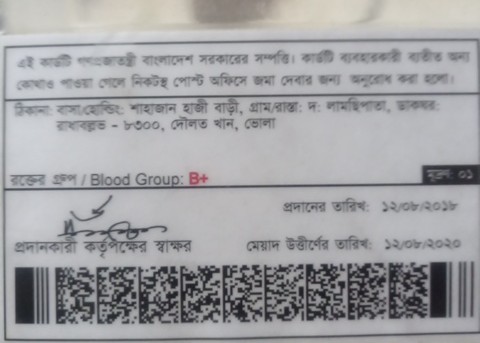 এই কার্ডটি গণপ্রজাতন্ত্রী বাংলাদেশ সরকারের সম্পত্তি। কার্ডটি ব্যবহারকারী ব্যতীত অন্য
কোথাও পাওয়া গেলে নিকটস্থ পোস্ট অফিসে জমা দেবার জন্য অনুরোধ করা হলো।
ঠিকানা: বাসা/হোল্ডিং: শাহাজান হাজী বাড়ী, গ্রাম/রাস্তা: দ: লামছিপাতা, ডাকঘর:
রাধাবল্লভ - ৮৩০০, দৌলত খান, ভোলা
রক্তের গ্রুপ / Blood Group: B+
মুদ্রণ: ০১
প্রদানের তারিখ: ১২/০৮/২০১৮
প্রদানকারী কর্তৃপক্ষের স্বাক্ষর
মেয়াদ উত্তীর্ণের তারিখ: ১২/০৮/২০২০